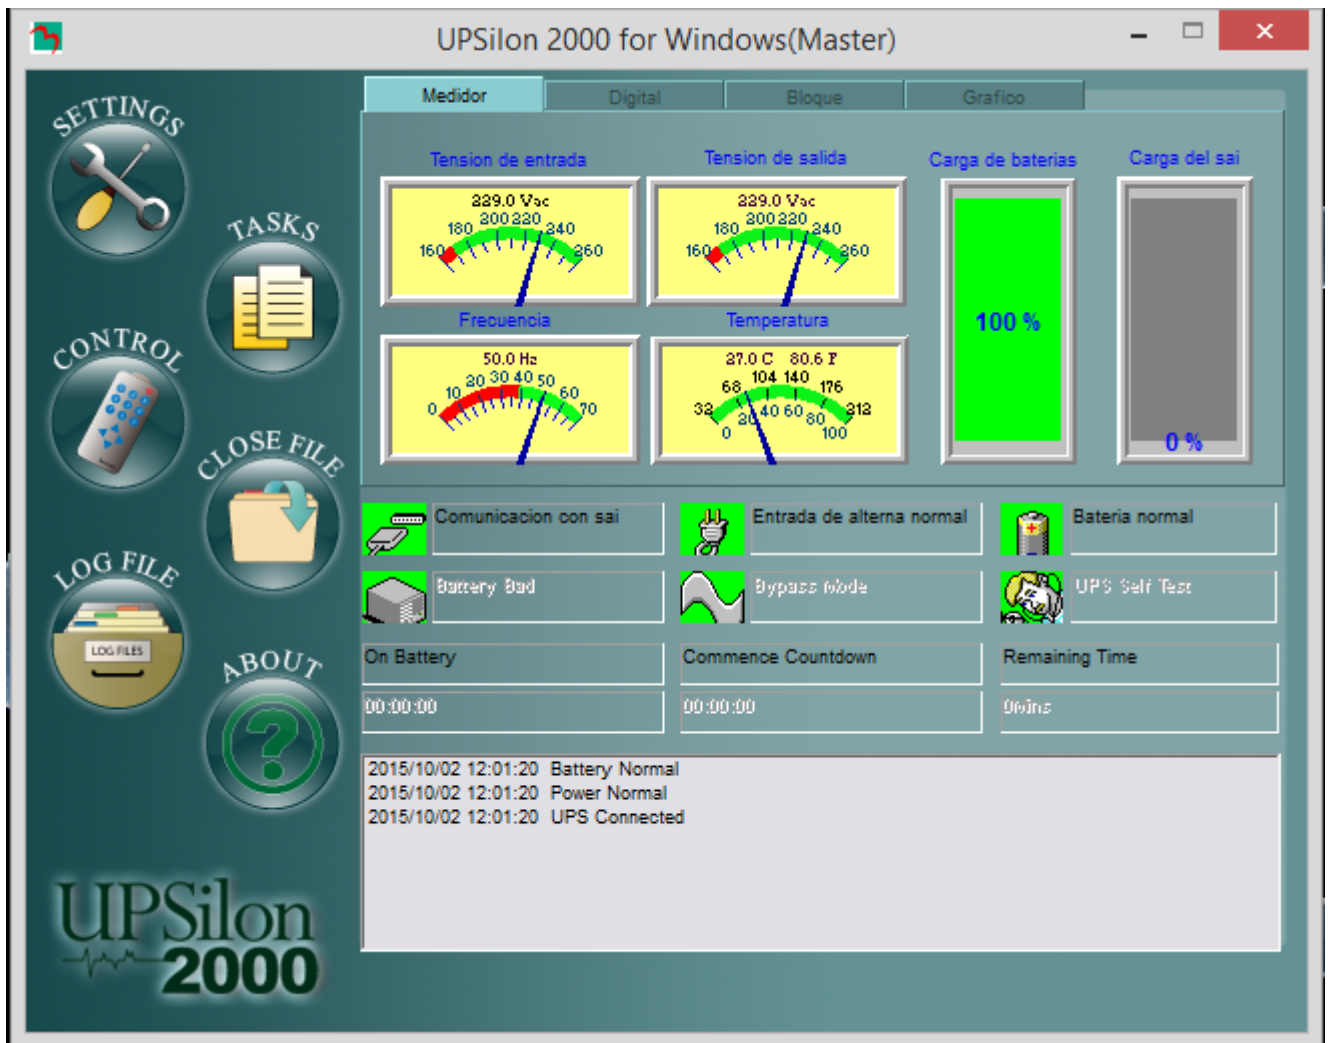 UPSilon 2000 for Windows(Master)
SETTINGS
TASKS
CONTROL
CLOSE FILE
LOG FILE
LOG FILES
ABOUT
UPSilon
2000
Medidor Digital Bloque Grafico
Tension de entrada Tension de salida Carga de baterias Carga del sai
229.0 Vac
160 180 200 220 240 260
229.0 Vac
160 180 200 220 240 260
100 %
0 %
Frecuencia Temperatura
50.0 Hz
0 10 20 30 40 50 60 70
27.0 C 80.6 F
32 68 104 140 176 212
0 20 40 60 80 100
Comunicacion con sai Entrada de alterna normal Bateria normal
Battery Bad Bypass Mode UPS Self Test
On Battery Commence Countdown Remaining Time
00:00:00 00:00:00 0Mins
2015/10/02 12:01:20 Battery Normal
2015/10/02 12:01:20 Power Normal
2015/10/02 12:01:20 UPS Connected